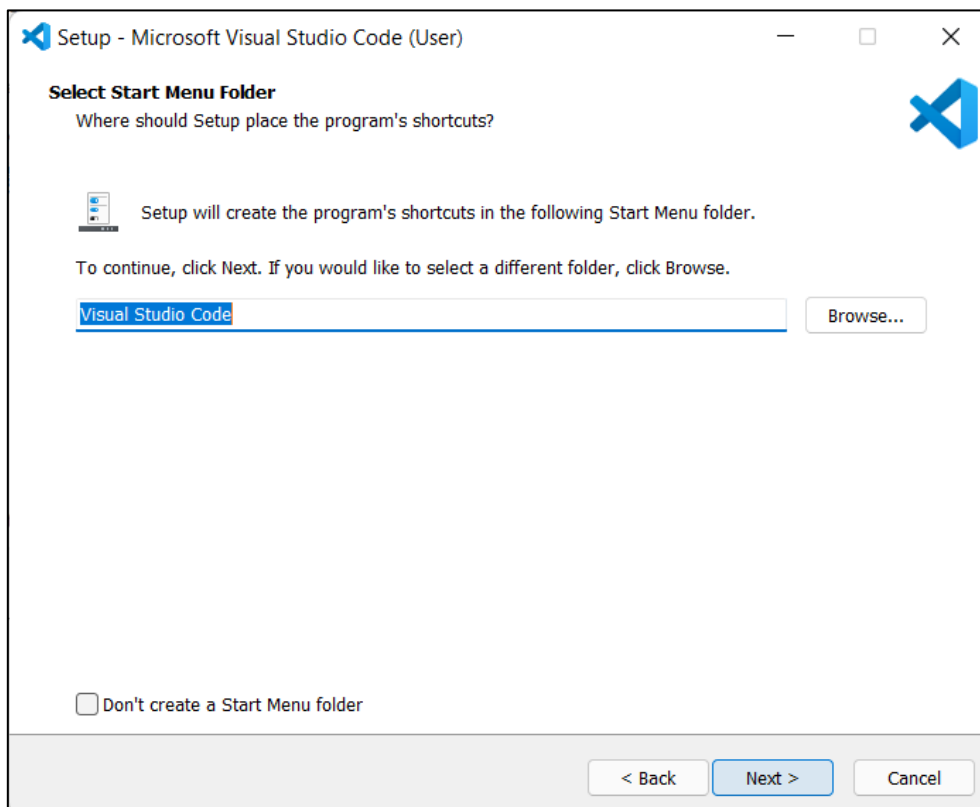 Setup - Microsoft Visual Studio Code (User)
Select Start Menu Folder
Where should Setup place the program's shortcuts?
Setup will create the program's shortcuts in the following Start Menu folder.
To continue, click Next. If you would like to select a different folder, click Browse.
Visual Studio Code
Browse...
Don't create a Start Menu folder
< Back
Next >
Cancel